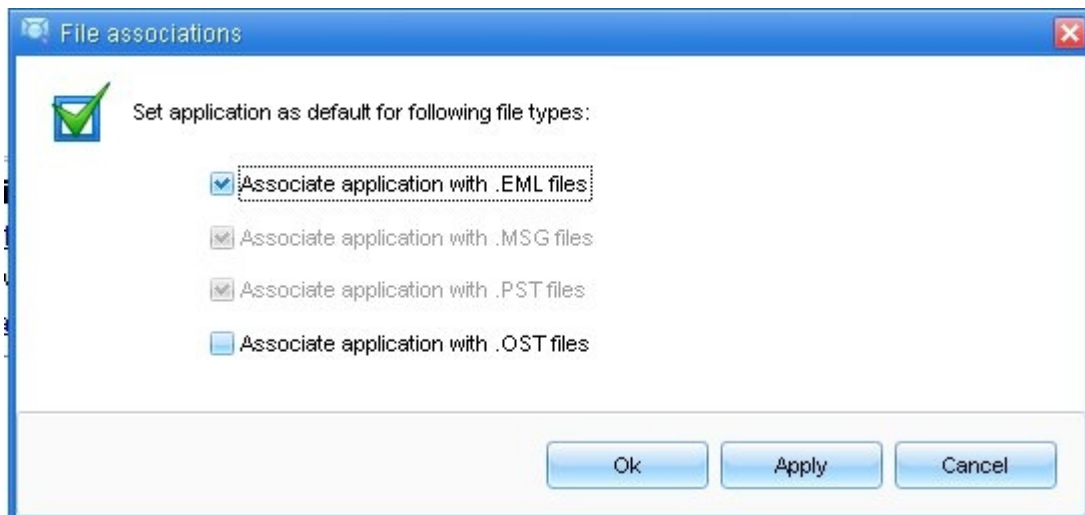 File associations
Set application as default for following file types:
Associate application with .EML files
Associate application with .MSG files
Associate application with .PST files
Associate application with .OST files
Ok
Apply
Cancel